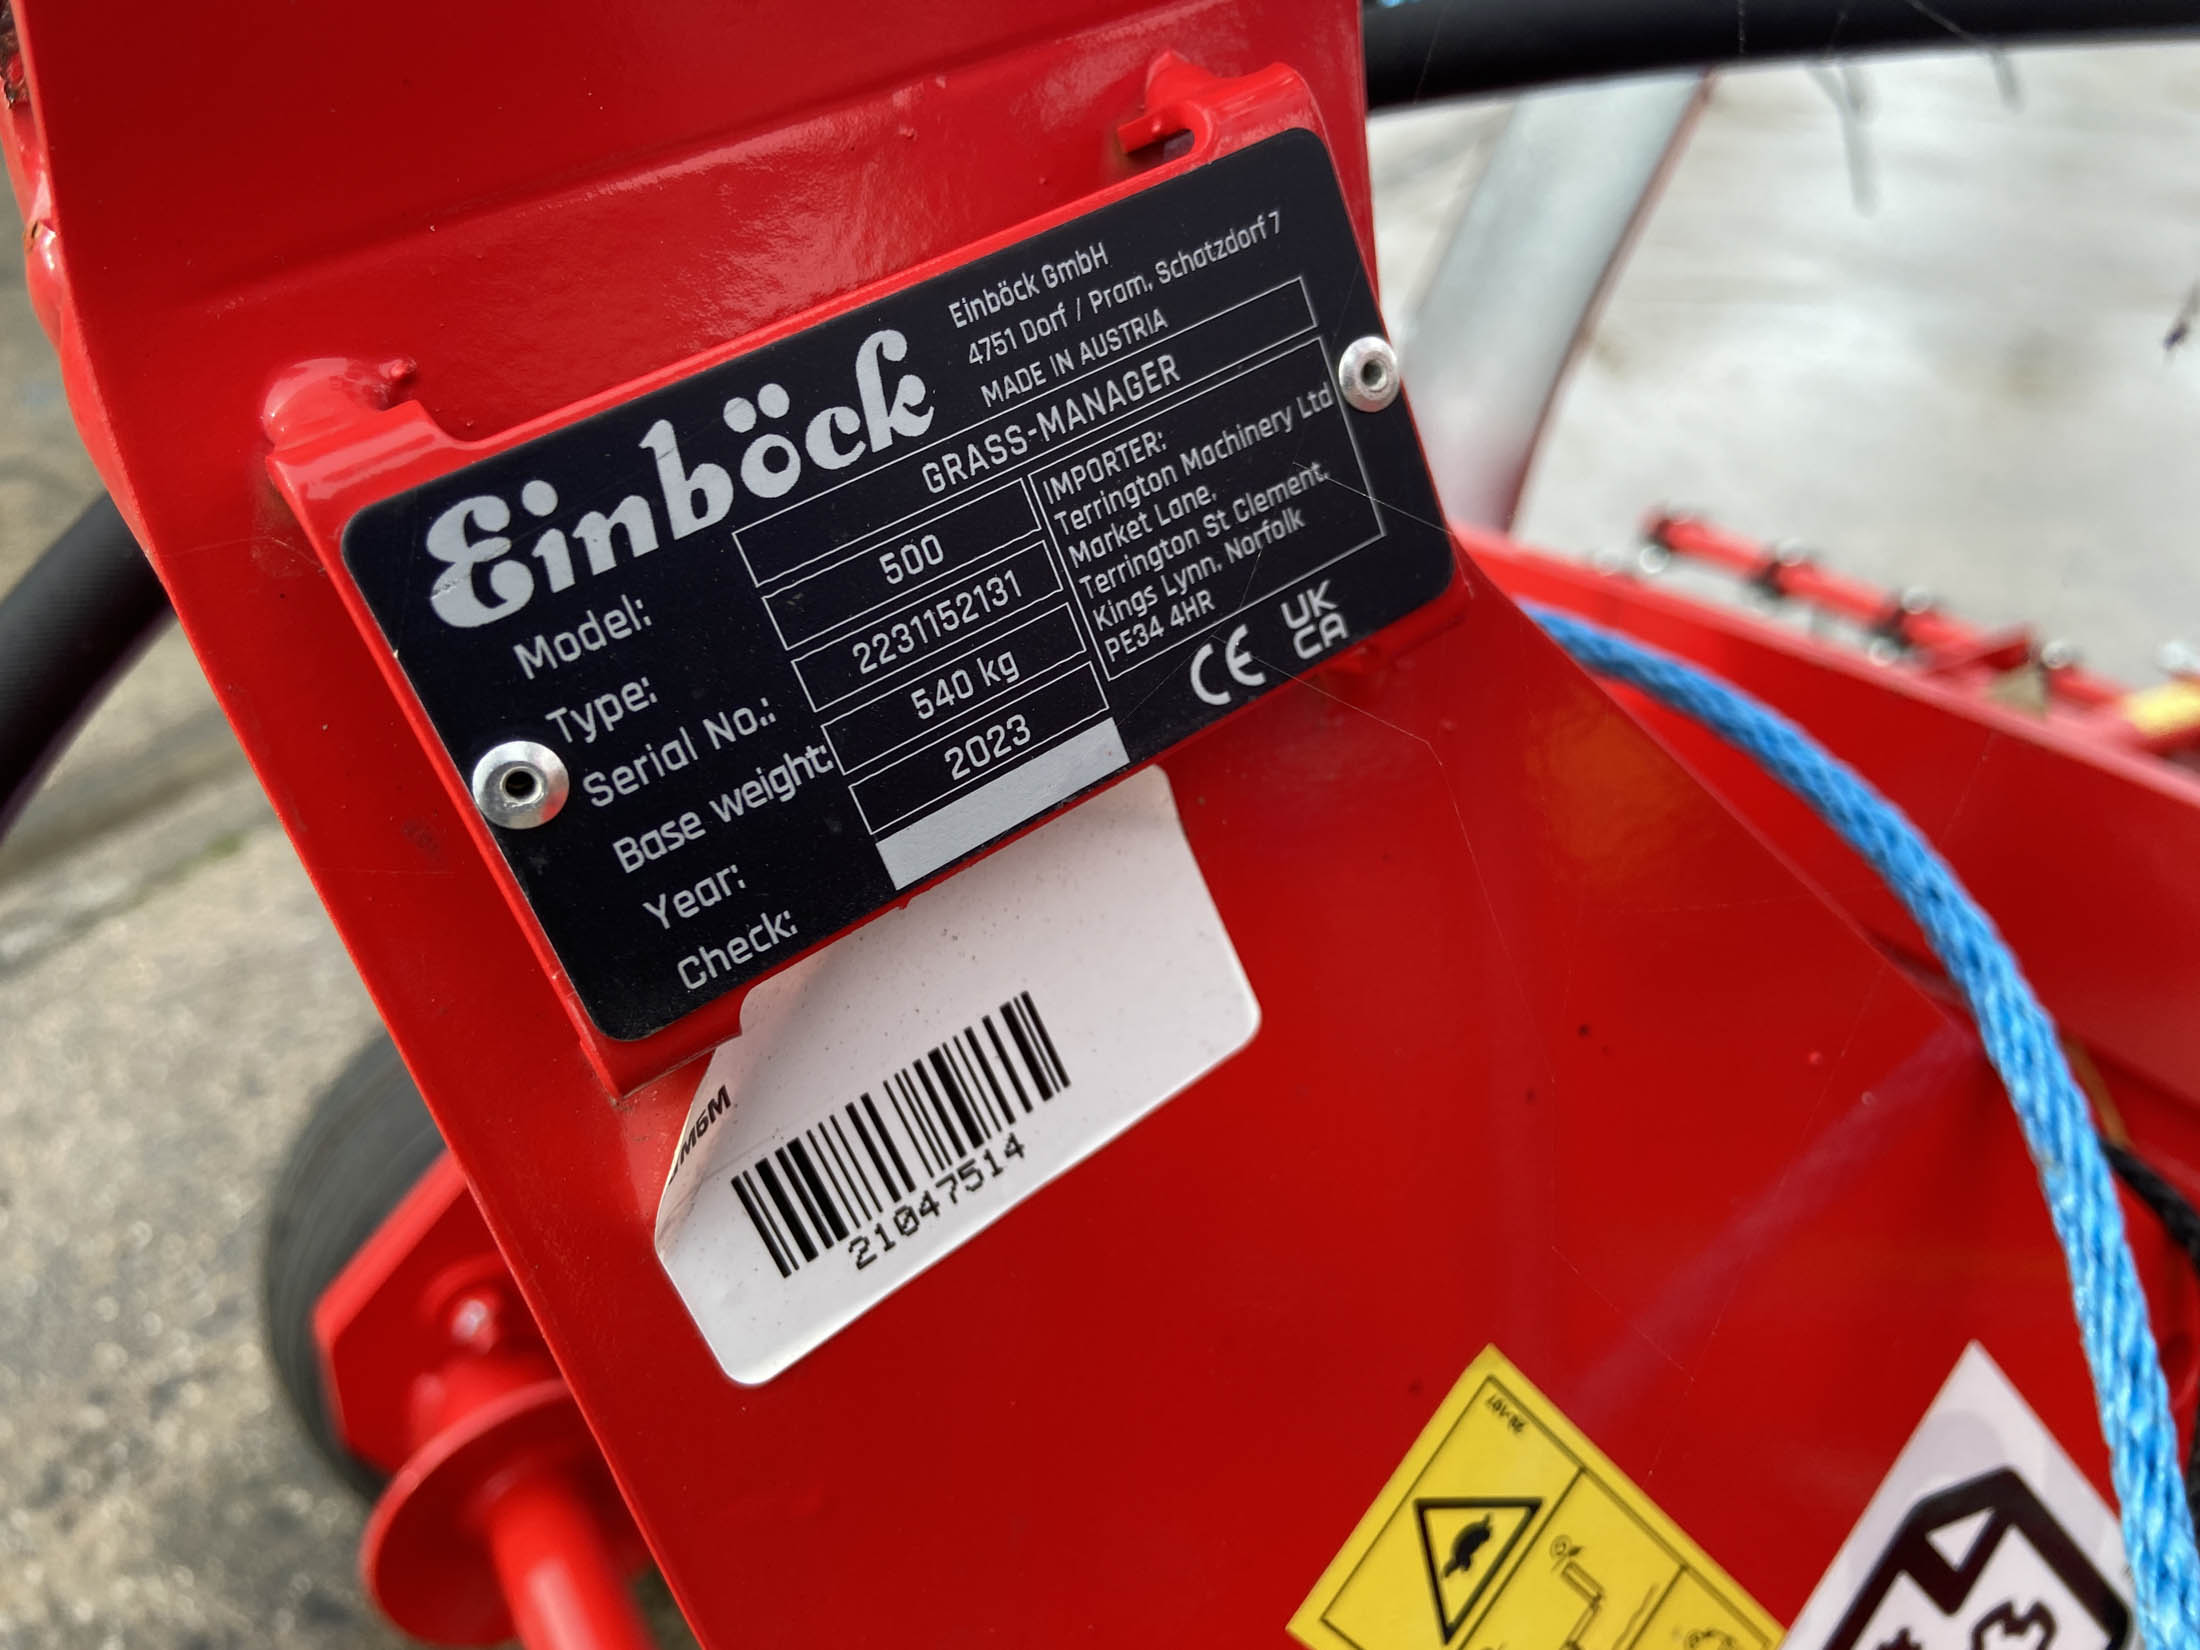 Einböck
Einböck GmbH
4751 Dorf / Pram, Schatzdorf 7
MADE IN AUSTRIA
Model: GRASS-MANAGER
Type: 500
Serial No.: 2231152131
Base weight: 540 kg
Year: 2023
Check:
IMPORTER:
Terrington Machinery Ltd
Market Lane,
Terrington St Clement,
Kings Lynn, Norfolk
PE34 4HR
CE
UK
CA
21047514